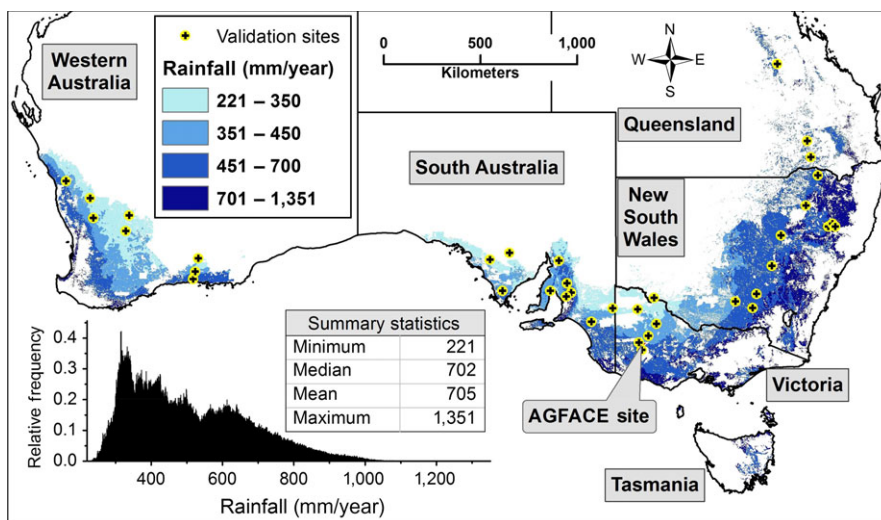 Western
Australia
Validation sites
Rainfall (mm/year)
221 – 350
351 – 450
451 – 700
701 – 1,351
0 500 1,000
Kilometers
N
W E
S
Queensland
South Australia
New
South
Wales
Victoria
AGFACE site
Tasmania
Summary statistics
Minimum 221
Median 702
Mean 705
Maximum 1,351
Relative frequency
0.4
0.3
0.2
0.1
0.0
400 600 800 1,000 1,200
Rainfall (mm/year)